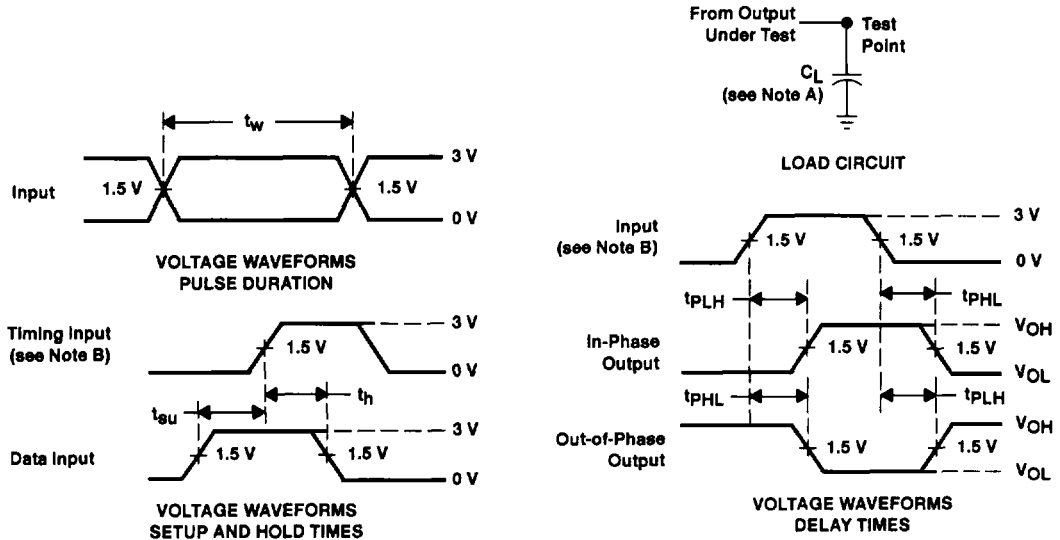 From Output
Under Test
Test
Point
CL
(see Note A)
LOAD CIRCUIT
tw
3 V
Input
1.5 V
1.5 V
0 V
VOLTAGE WAVEFORMS
PULSE DURATION
Timing Input
(see Note B)
3 V
1.5 V
0 V
th
tsu
3 V
Data Input
1.5 V
1.5 V
0 V
VOLTAGE WAVEFORMS
SETUP AND HOLD TIMES
Input
(see Note B)
3 V
1.5 V
1.5 V
0 V
tPLH
tPHL
In-Phase
Output
VOH
1.5 V
1.5 V
VOL
tPHL
tPLH
Out-of-Phase
Output
VOH
1.5 V
1.5 V
VOL
VOLTAGE WAVEFORMS
DELAY TIMES